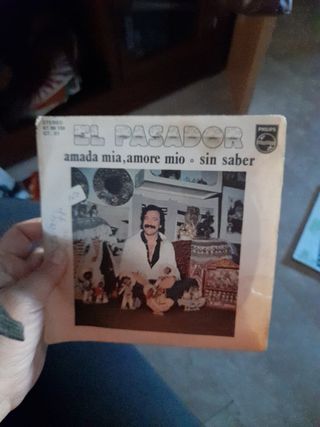 STEREO
EL PASADOR
PHILIPS
amada mia, amore mio ∘ sin saber